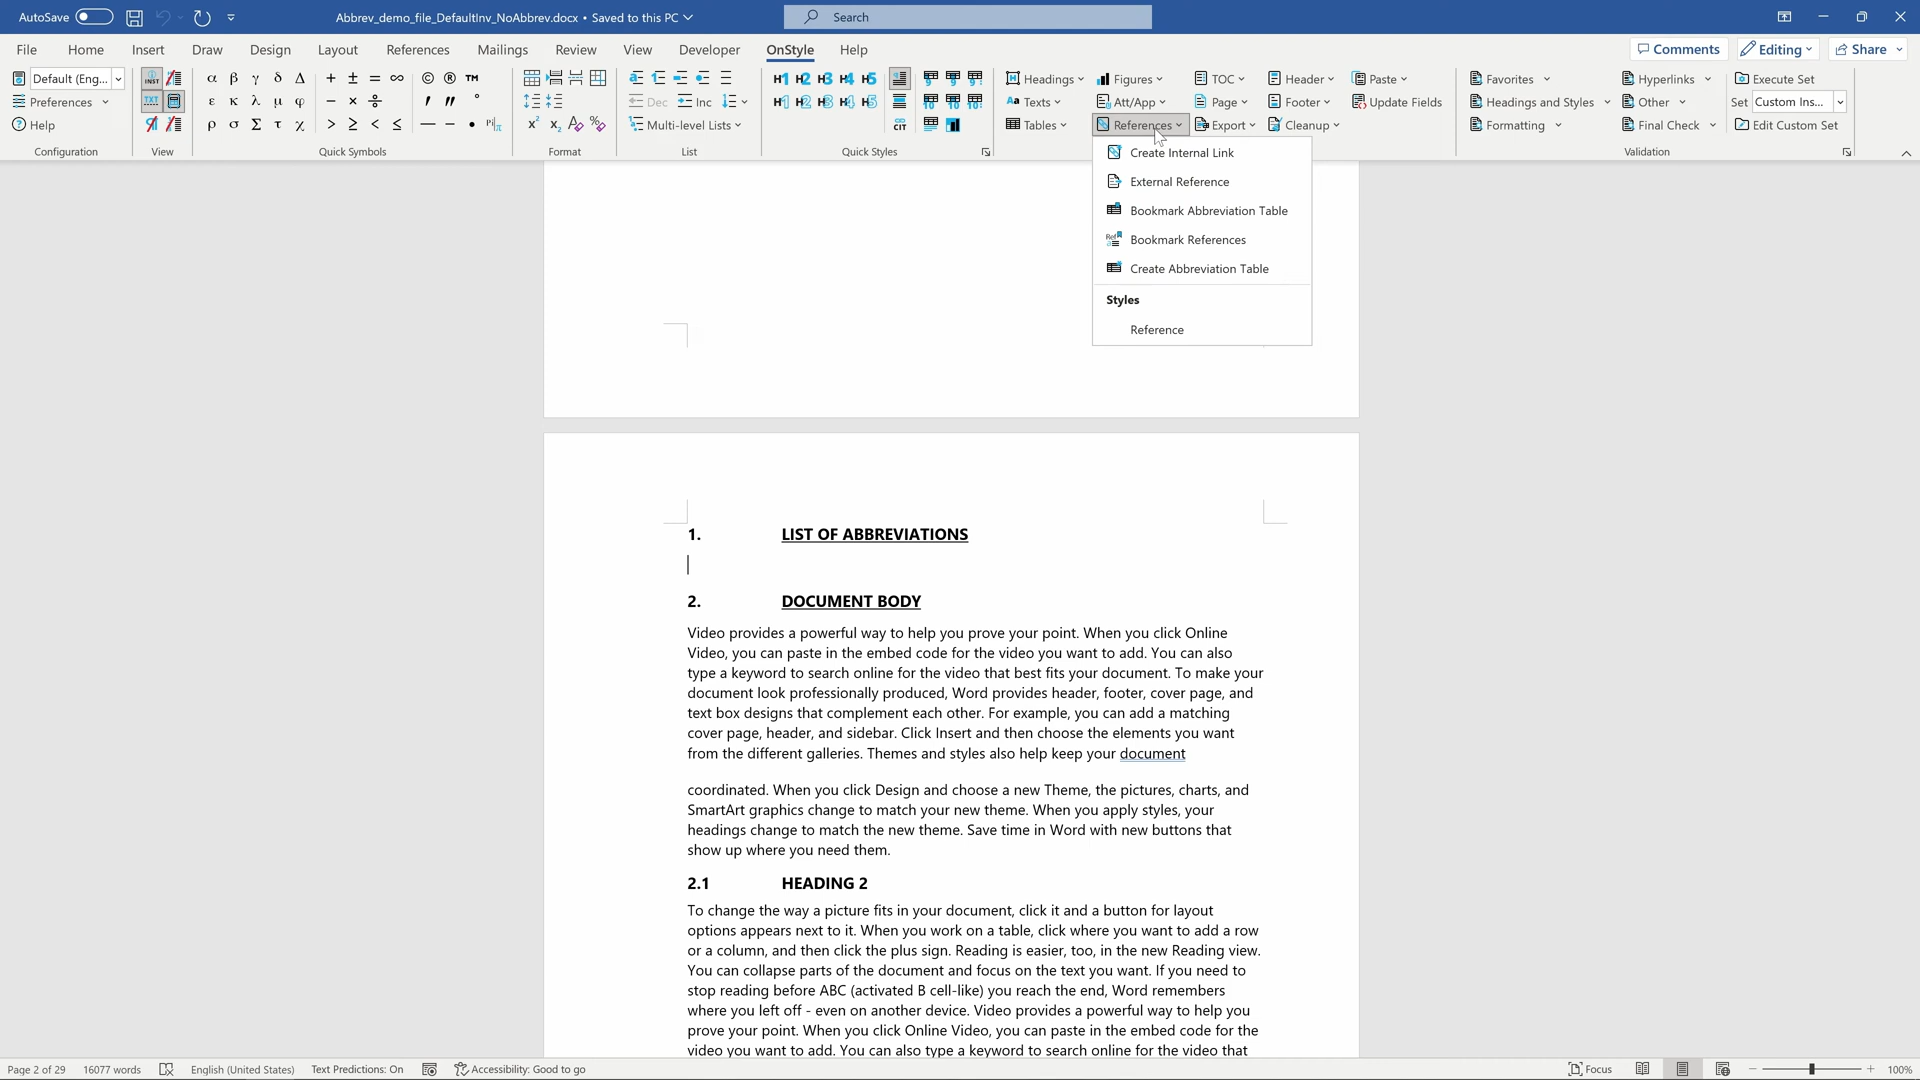 AutoSave Abbrev_demo_file_DefaultInv_NoAbbrev.docx • Saved to this PC Search
File Home Insert Draw Design Layout References Mailings Review View Developer OnStyle Help Comments Editing Share
Default (Eng... INST α β γ δ Δ + ± = ∞ © ® ™ H1 H2 H3 H4 H5 Headings Figures TOC Header Paste Favorites Hyperlinks Execute Set
Preferences TXT ε κ λ μ φ − × ÷ Dec Inc H1 H2 H3 H4 H5 Texts Att/App Page Footer Update Fields Headings and Styles Other Set Custom Ins...
Help ρ σ Σ τ χ > ≥ < ≤ — – • Multi-level Lists CIT Tables References Export Cleanup Formatting Final Check Edit Custom Set
Configuration View Quick Symbols Format List Quick Styles Validation
Create Internal Link
External Reference
Bookmark Abbreviation Table
Bookmark References
Create Abbreviation Table
Styles
Reference
1. LIST OF ABBREVIATIONS
2. DOCUMENT BODY
Video provides a powerful way to help you prove your point. When you click Online
Video, you can paste in the embed code for the video you want to add. You can also
type a keyword to search online for the video that best fits your document. To make your
document look professionally produced, Word provides header, footer, cover page, and
text box designs that complement each other. For example, you can add a matching
cover page, header, and sidebar. Click Insert and then choose the elements you want
from the different galleries. Themes and styles also help keep your document
coordinated. When you click Design and choose a new Theme, the pictures, charts, and
SmartArt graphics change to match your new theme. When you apply styles, your
headings change to match the new theme. Save time in Word with new buttons that
show up where you need them.
2.1 HEADING 2
To change the way a picture fits in your document, click it and a button for layout
options appears next to it. When you work on a table, click where you want to add a row
or a column, and then click the plus sign. Reading is easier, too, in the new Reading view.
You can collapse parts of the document and focus on the text you want. If you need to
stop reading before ABC (activated B cell-like) you reach the end, Word remembers
where you left off - even on another device. Video provides a powerful way to help you
prove your point. When you click Online Video, you can paste in the embed code for the
video you want to add. You can also type a keyword to search online for the video that
Page 2 of 29 16077 words English (United States) Text Predictions: On Accessibility: Good to go Focus 100%